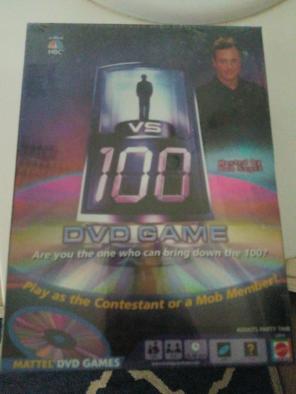 NBC
VS
100
DVD GAME
Are you the one who can bring down the 100?
Play as the Contestant or a Mob Member!
MATTEL DVD GAMES